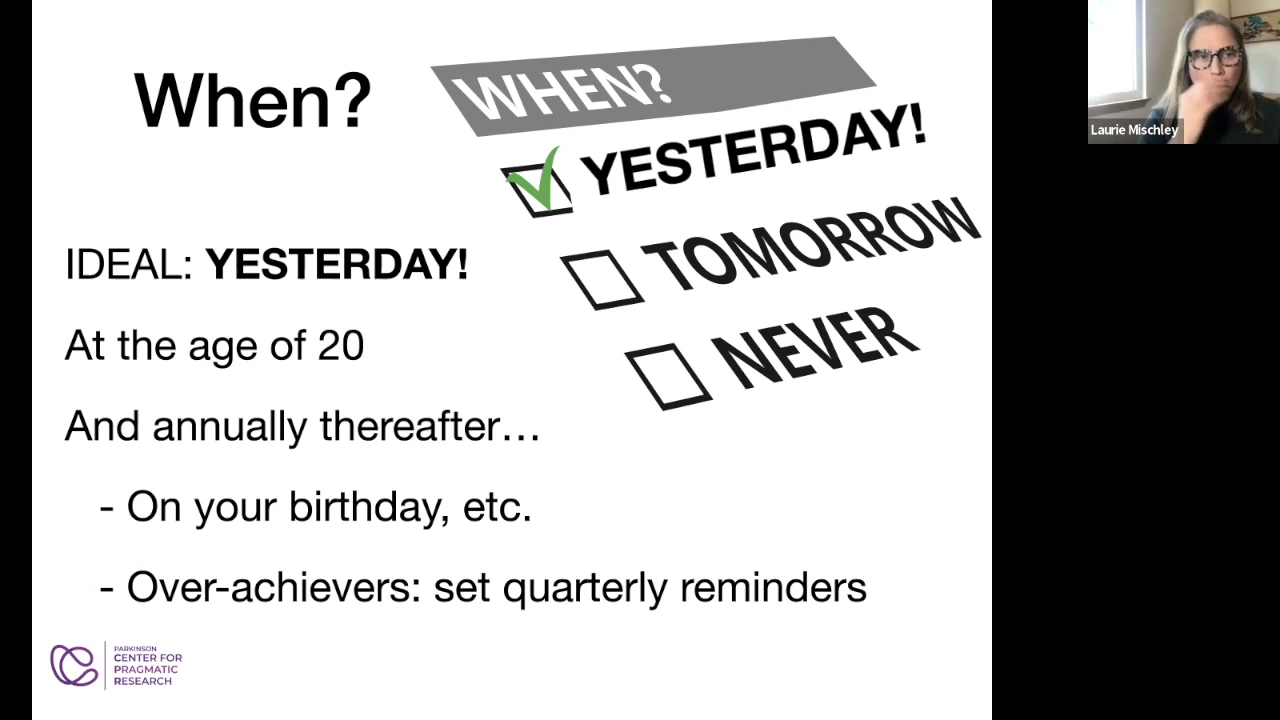 When?
WHEN?
YESTERDAY!
TOMORROW
NEVER
IDEAL: YESTERDAY!
At the age of 20
And annually thereafter…
- On your birthday, etc.
- Over-achievers: set quarterly reminders
PARKINSON
CENTER FOR
PRAGMATIC
RESEARCH
Laurie Mischley